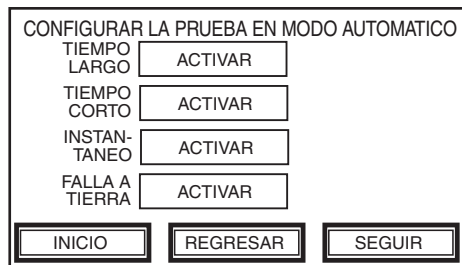 CONFIGURAR LA PRUEBA EN MODO AUTOMATICO
TIEMPO
LARGO
ACTIVAR
TIEMPO
CORTO
ACTIVAR
INSTAN-
TANEO
ACTIVAR
FALLA A
TIERRA
ACTIVAR
INICIO
REGRESAR
SEGUIR